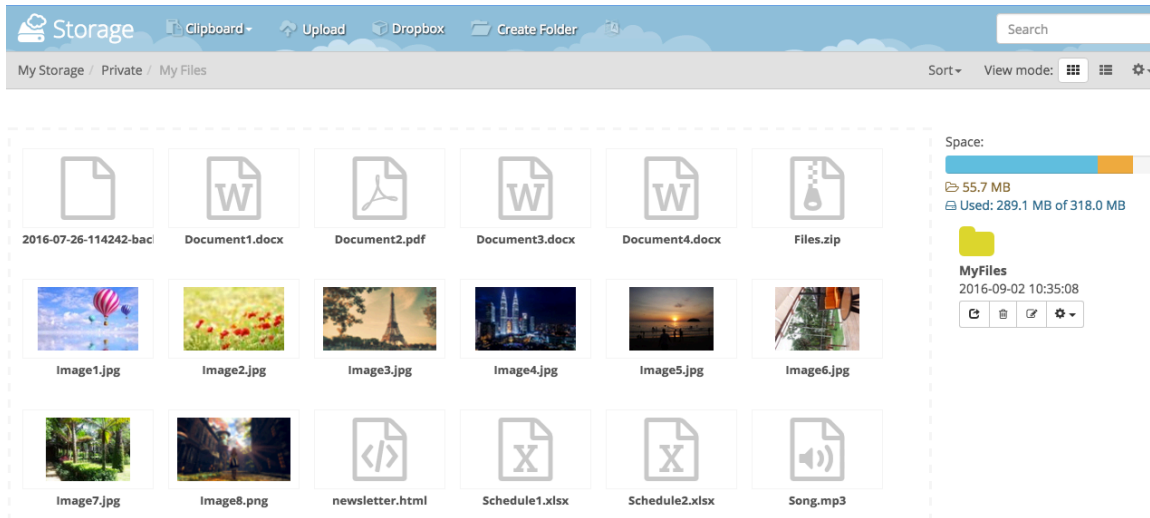 Storage Clipboard Upload Dropbox Create Folder Search
My Storage / Private / My Files Sort View mode:
Space:
55.7 MB
Used: 289.1 MB of 318.0 MB
2016-07-26-114242-bac Document1.docx Document2.pdf Document3.docx Document4.docx Files.zip
MyFiles
2016-09-02 10:35:08
Image1.jpg Image2.jpg Image3.jpg Image4.jpg Image5.jpg Image6.jpg
Image7.jpg Image8.png newsletter.html Schedule1.xlsx Schedule2.xlsx Song.mp3